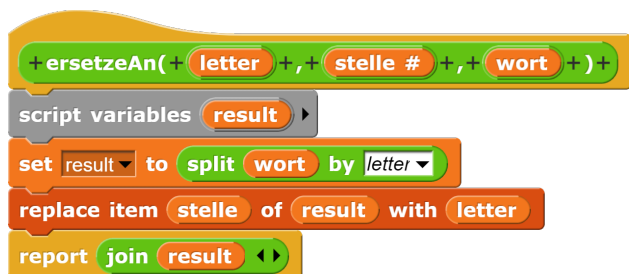 +ersetzeAn(+ letter +,+ stelle # +,+ wort +)+
script variables result
set result to split wort by letter
replace item stelle of result with letter
report join result